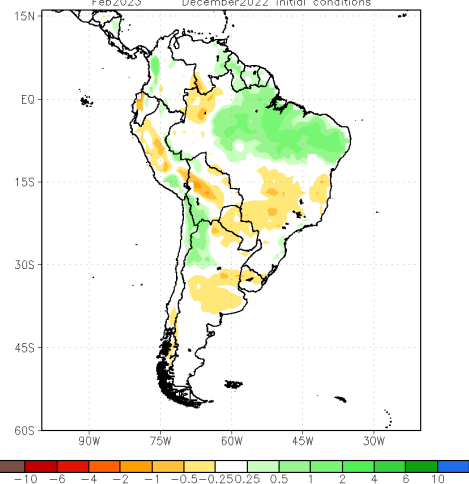 Feb2023 December2022 initial conditions
15N
EQ
15S
30S
45S
60S
90W 75W 60W 45W 30W
-10 -6 -4 -2 -1 -0.5 -0.25 0.25 0.5 1 2 4 6 10